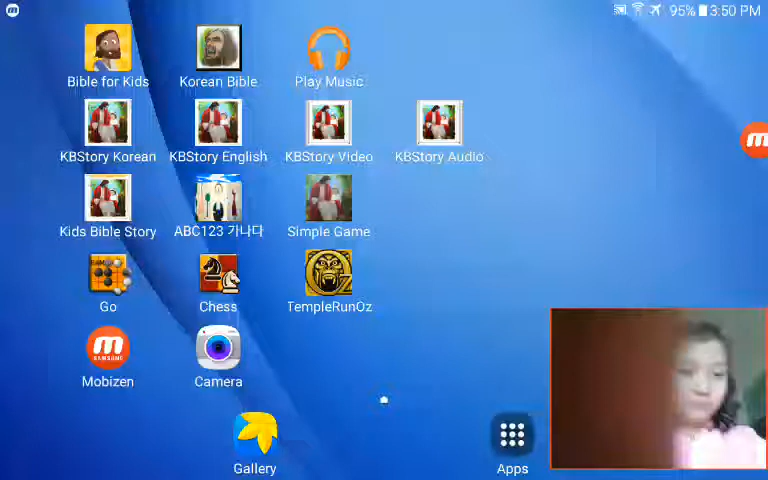 95% 3:50 PM
Bible for Kids Korean Bible Play Music
KBStory Korean KBStory English KBStory Video KBStory Audio
Kids Bible Story ABC123 가나다 Simple Game
Go Chess TempleRunOz
SAMSUNG
Mobizen Camera
Gallery Apps